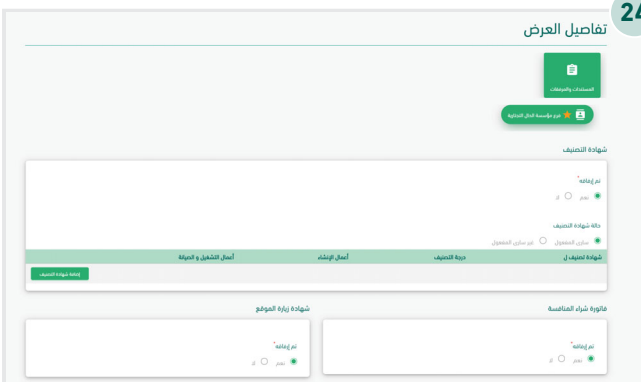 24
تفاصيل العرض
المستندات والمرفقات
فرع مؤسسة الحال التجارية
شهادة التصنيف
تم إرفاقه*
نعم لا
حالة شهادة التصنيف
ساري المفعول غير ساري المفعول
شهادة تصنيف ل درجة التصنيف أعمال الإنشاء أعمال التشغيل و الصيانة
إضافة شهادة التصنيف
فاتورة شراء المنافسة شهادة زيارة الموقع
تم إرفاقه* تم إرفاقه*
نعم لا نعم لا